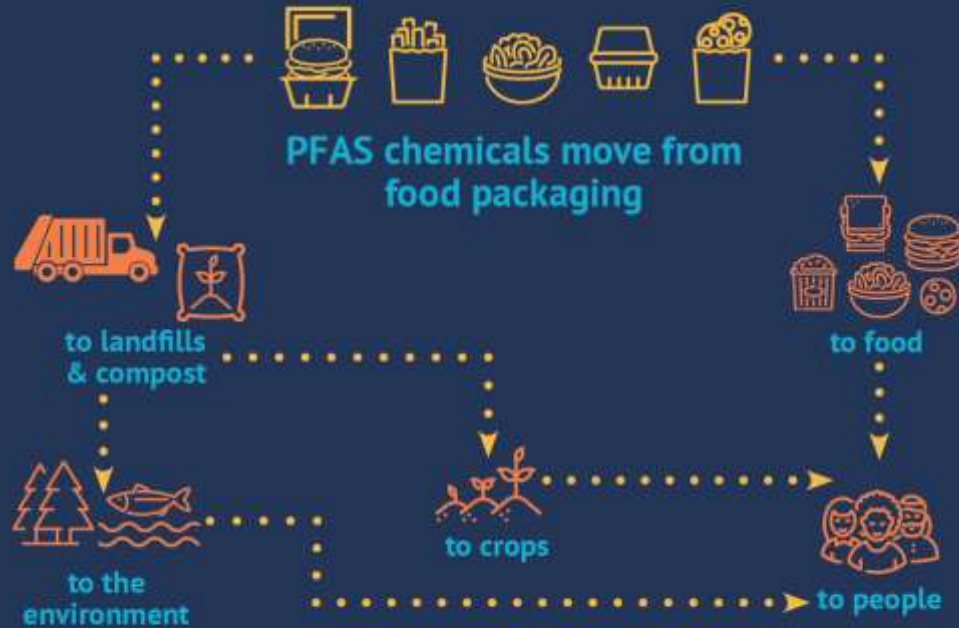 PFAS chemicals move from
food packaging
to landfills
& compost
to food
to crops
to the
environment
to people